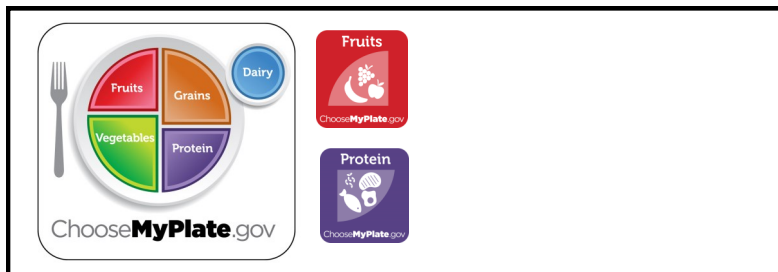 Fruits
Grains
Dairy
Vegetables
Protein
ChooseMyPlate.gov
Fruits
ChooseMyPlate.gov
Protein
ChooseMyPlate.gov